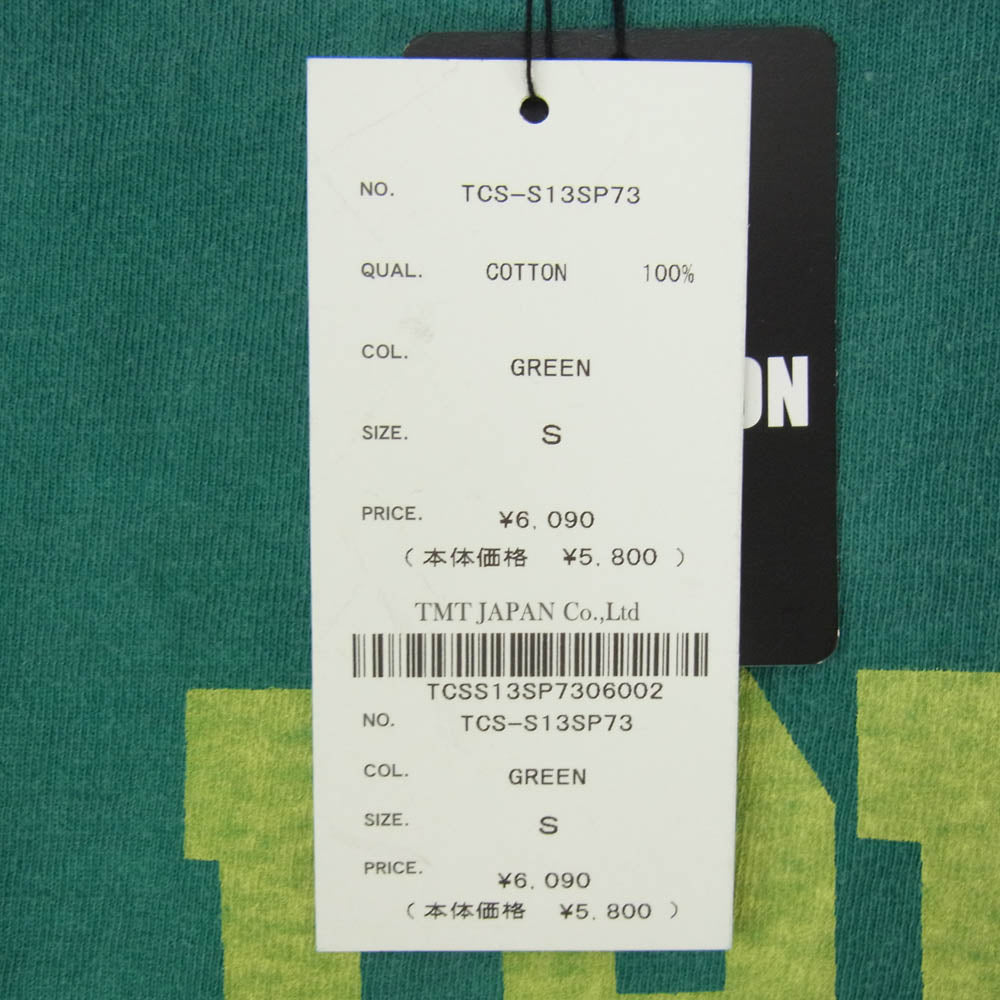 NO. TCS-S13SP73
QUAL. COTTON 100%
COL. GREEN
SIZE. S
PRICE. ¥6,090
(本体価格 ¥5,800)
TMT JAPAN Co.,Ltd
TCSS13SP7306002
NO. TCS-S13SP73
COL. GREEN
SIZE. S
PRICE. ¥6,090
(本体価格 ¥5,800)